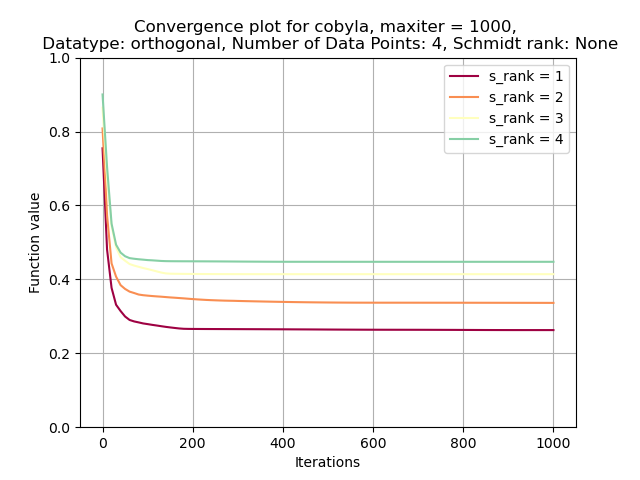 Convergence plot for cobyla, maxiter = 1000,
Datatype: orthogonal, Number of Data Points: 4, Schmidt rank: None
1.0
0.8
0.6
0.4
0.2
0.0
Function value
s_rank = 1
s_rank = 2
s_rank = 3
s_rank = 4
0 200 400 600 800 1000
Iterations